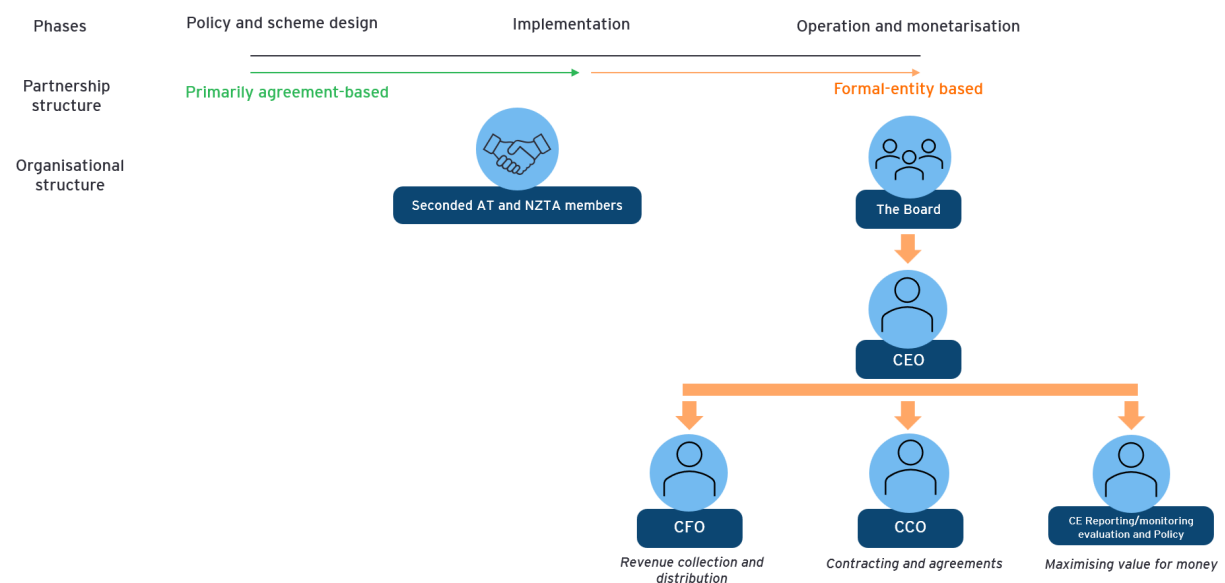 Phases
Policy and scheme design
Implementation
Operation and monetarisation
Partnership
structure
Primarily agreement-based
Formal-entity based
Organisational
structure
Seconded AT and NZTA members
The Board
CEO
CFO
CCO
CE Reporting/monitoring
evaluation and Policy
Revenue collection and
distribution
Contracting and agreements
Maximising value for money